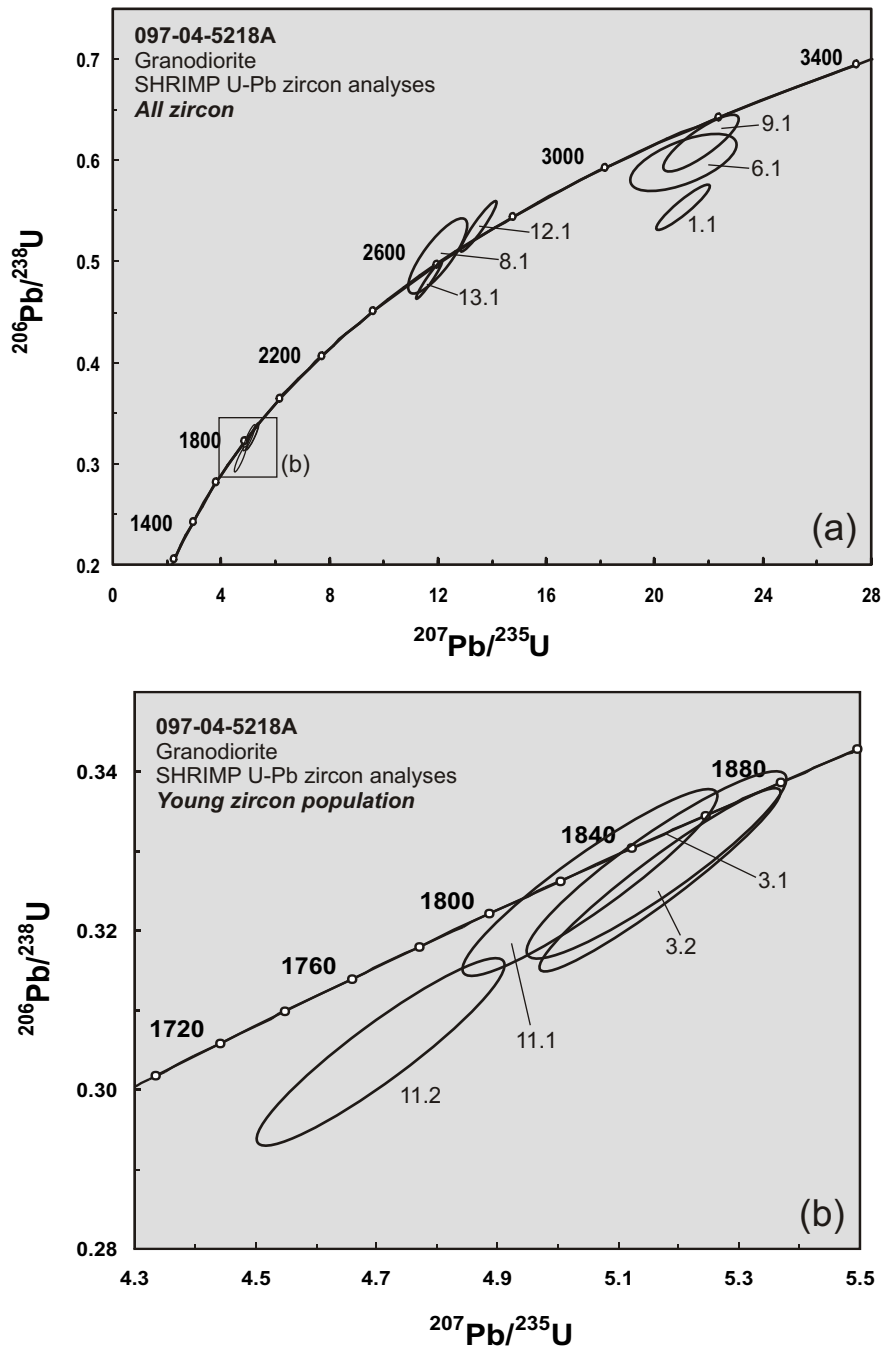 097-04-5218A
Granodiorite
SHRIMP U-Pb zircon analyses
All zircon
0.7
0.6
0.5
0.4
0.3
0.2
206Pb/238U
3400
3000
2600
2200
1800
1400
9.1
6.1
1.1
12.1
8.1
13.1
(b)
(a)
0 4 8 12 16 20 24 28
207Pb/235U
097-04-5218A
Granodiorite
SHRIMP U-Pb zircon analyses
Young zircon population
0.34
0.32
0.30
0.28
206Pb/238U
1880
1840
1800
1760
1720
3.1
3.2
11.1
11.2
(b)
4.3 4.5 4.7 4.9 5.1 5.3 5.5
207Pb/235U